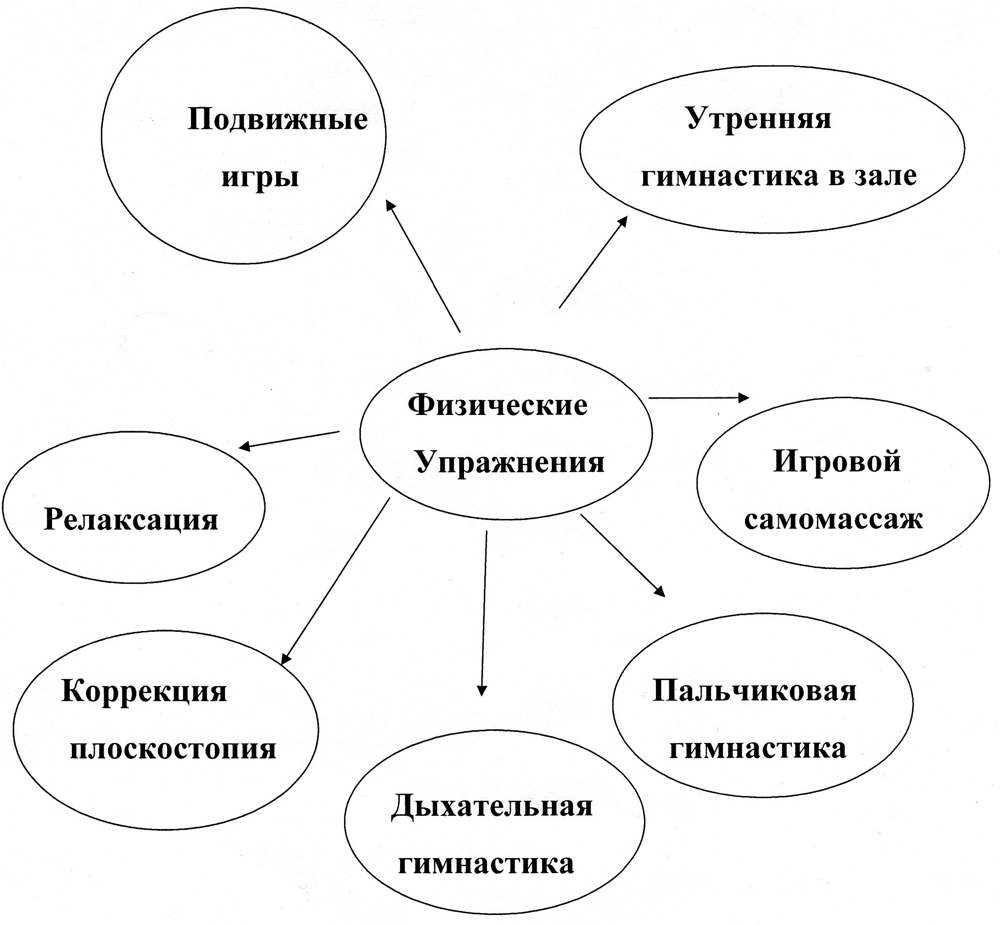 Подвижные
игры
Утренняя
гимнастика в зале
Физические
Упражнения
Игровой
самомассаж
Релаксация
Коррекция
плоскостопия
Пальчиковая
гимнастика
Дыхательная
гимнастика